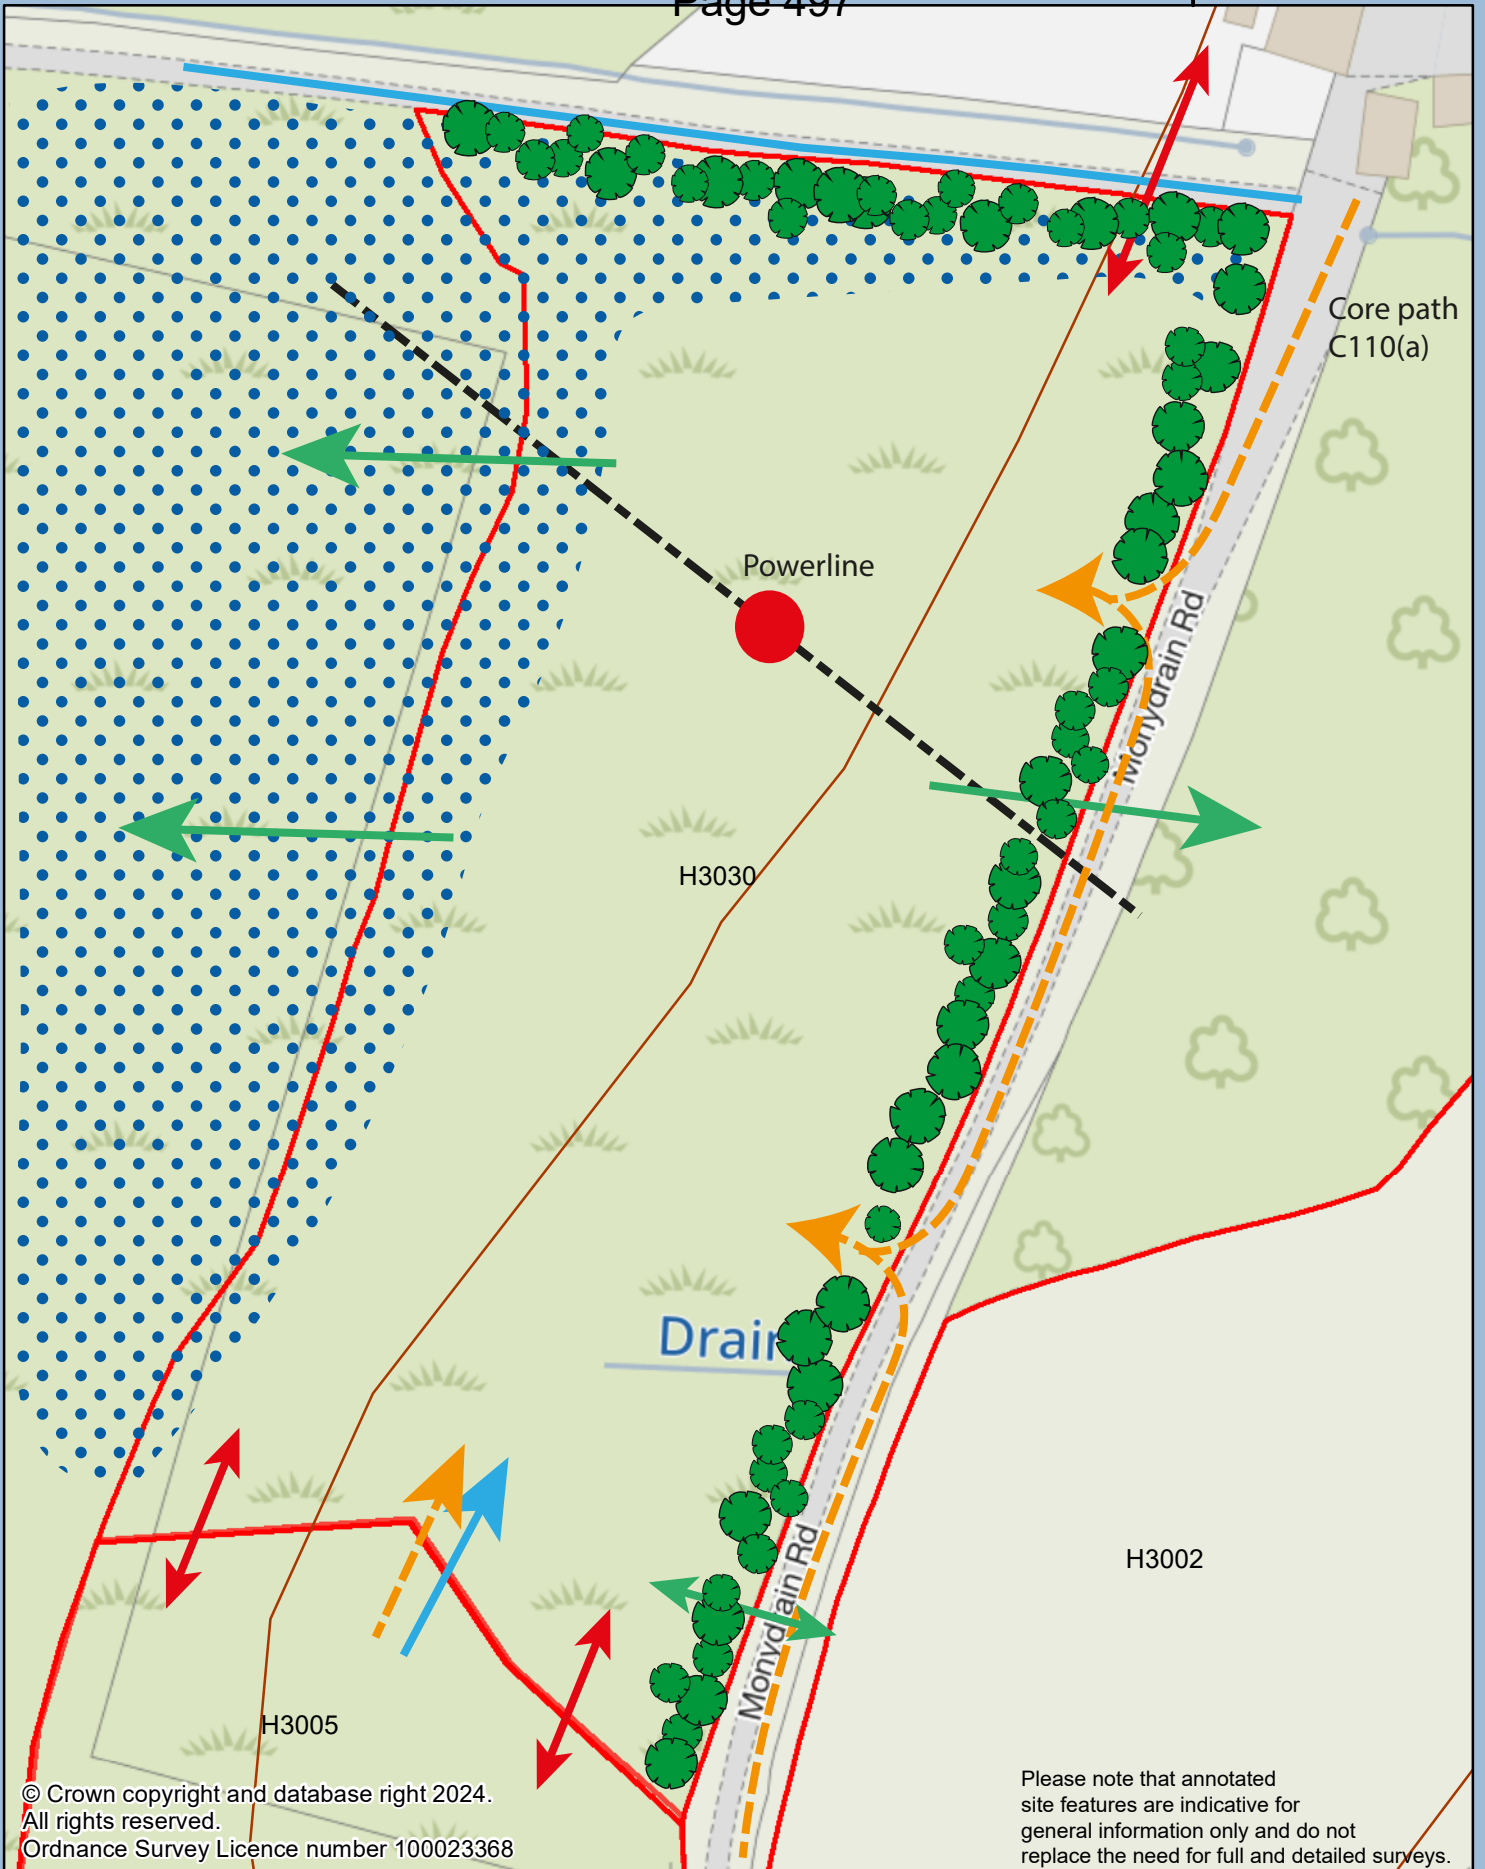 Page 497
Core path
C110(a)
Powerline
Monydrain Rd
H3030
Drain
H3002
Monydrain Rd
H3005
© Crown copyright and database right 2024.
All rights reserved.
Ordnance Survey Licence number 100023368
Please note that annotated
site features are indicative for
general information only and do not
replace the need for full and detailed surveys.